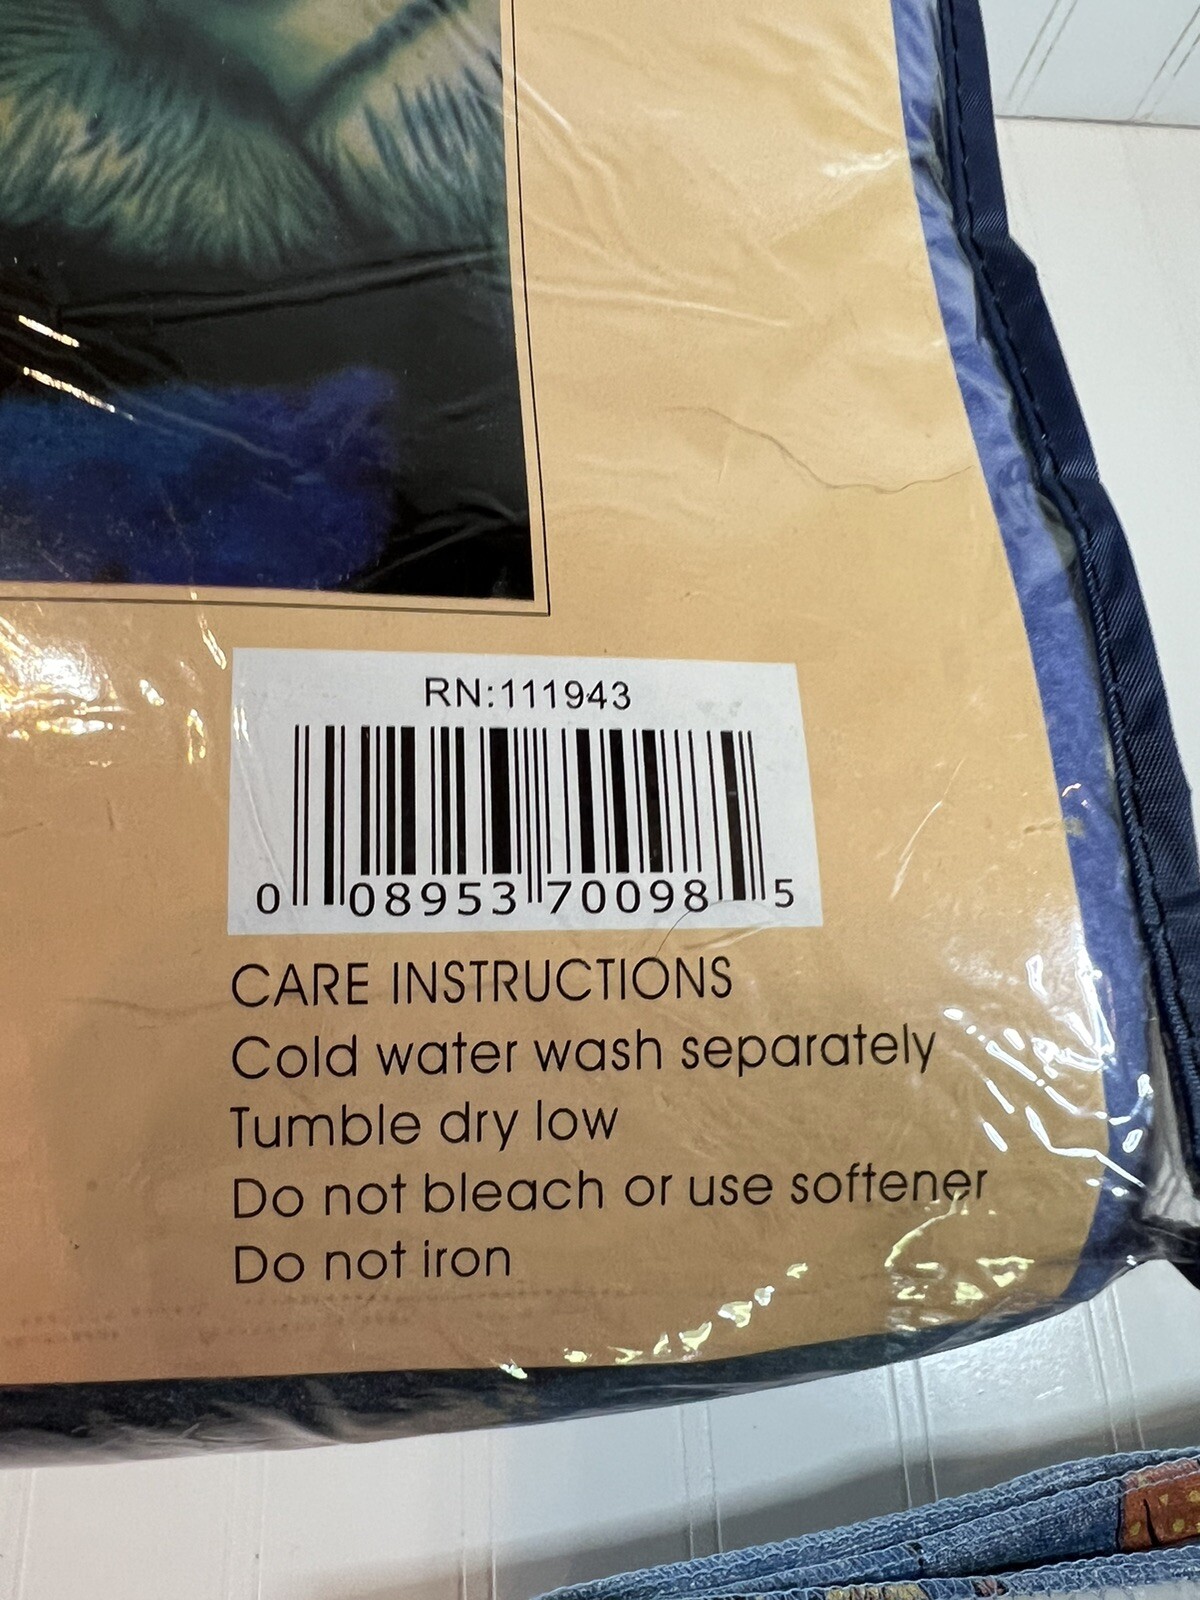 RN:111943
0 08953 70098 5
CARE INSTRUCTIONS
Cold water wash separately
Tumble dry low
Do not bleach or use softener
Do not iron